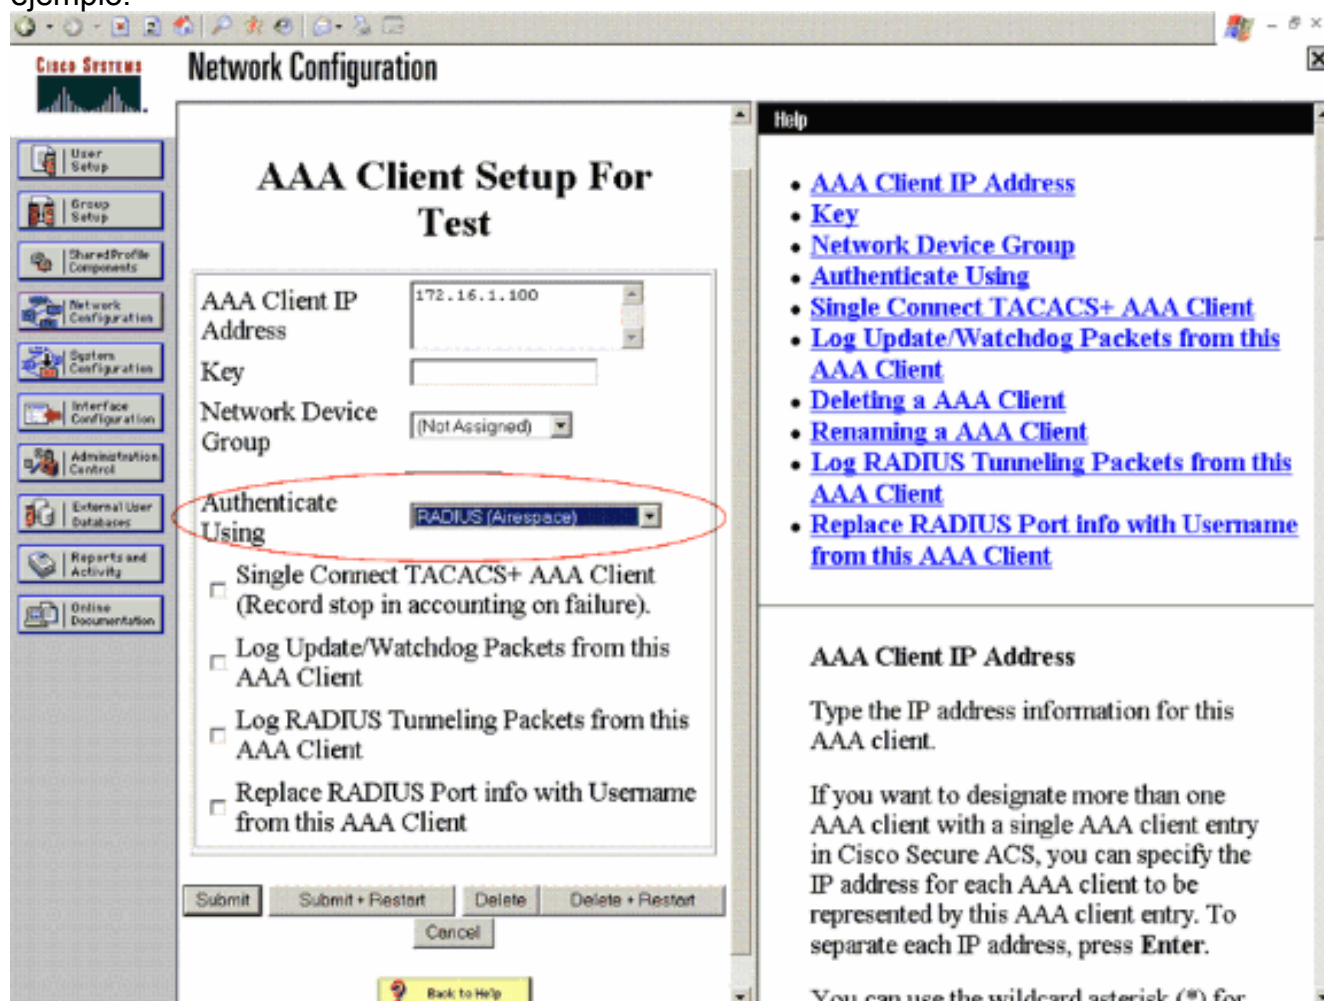 ejemplo:
CISCO SYSTEMS
Network Configuration
User
Setup
Group
Setup
Shared Profile
Components
Network
Configuration
System
Configuration
Interface
Configuration
Administration
Control
External User
Databases
Reports and
Activity
Online
Documentation
AAA Client Setup For
Test
AAA Client IP
Address
172.16.1.100
Key
Network Device
Group
(Not Assigned)
Authenticate
Using
RADIUS (Airespace)
Single Connect TACACS+ AAA Client
(Record stop in accounting on failure).
Log Update/Watchdog Packets from this
AAA Client
Log RADIUS Tunneling Packets from this
AAA Client
Replace RADIUS Port info with Username
from this AAA Client
Submit
Submit + Restart
Delete
Delete + Restart
Cancel
? Back to Help
Help
• AAA Client IP Address
• Key
• Network Device Group
• Authenticate Using
• Single Connect TACACS+ AAA Client
• Log Update/Watchdog Packets from this
AAA Client
• Deleting a AAA Client
• Renaming a AAA Client
• Log RADIUS Tunneling Packets from this
AAA Client
• Replace RADIUS Port info with Username
from this AAA Client
AAA Client IP Address
Type the IP address information for this
AAA client.
If you want to designate more than one
AAA client with a single AAA client entry
in Cisco Secure ACS, you can specify the
IP address for each AAA client to be
represented by this AAA client entry. To
separate each IP address, press Enter.
You can use the wildcard asterisk (*) for